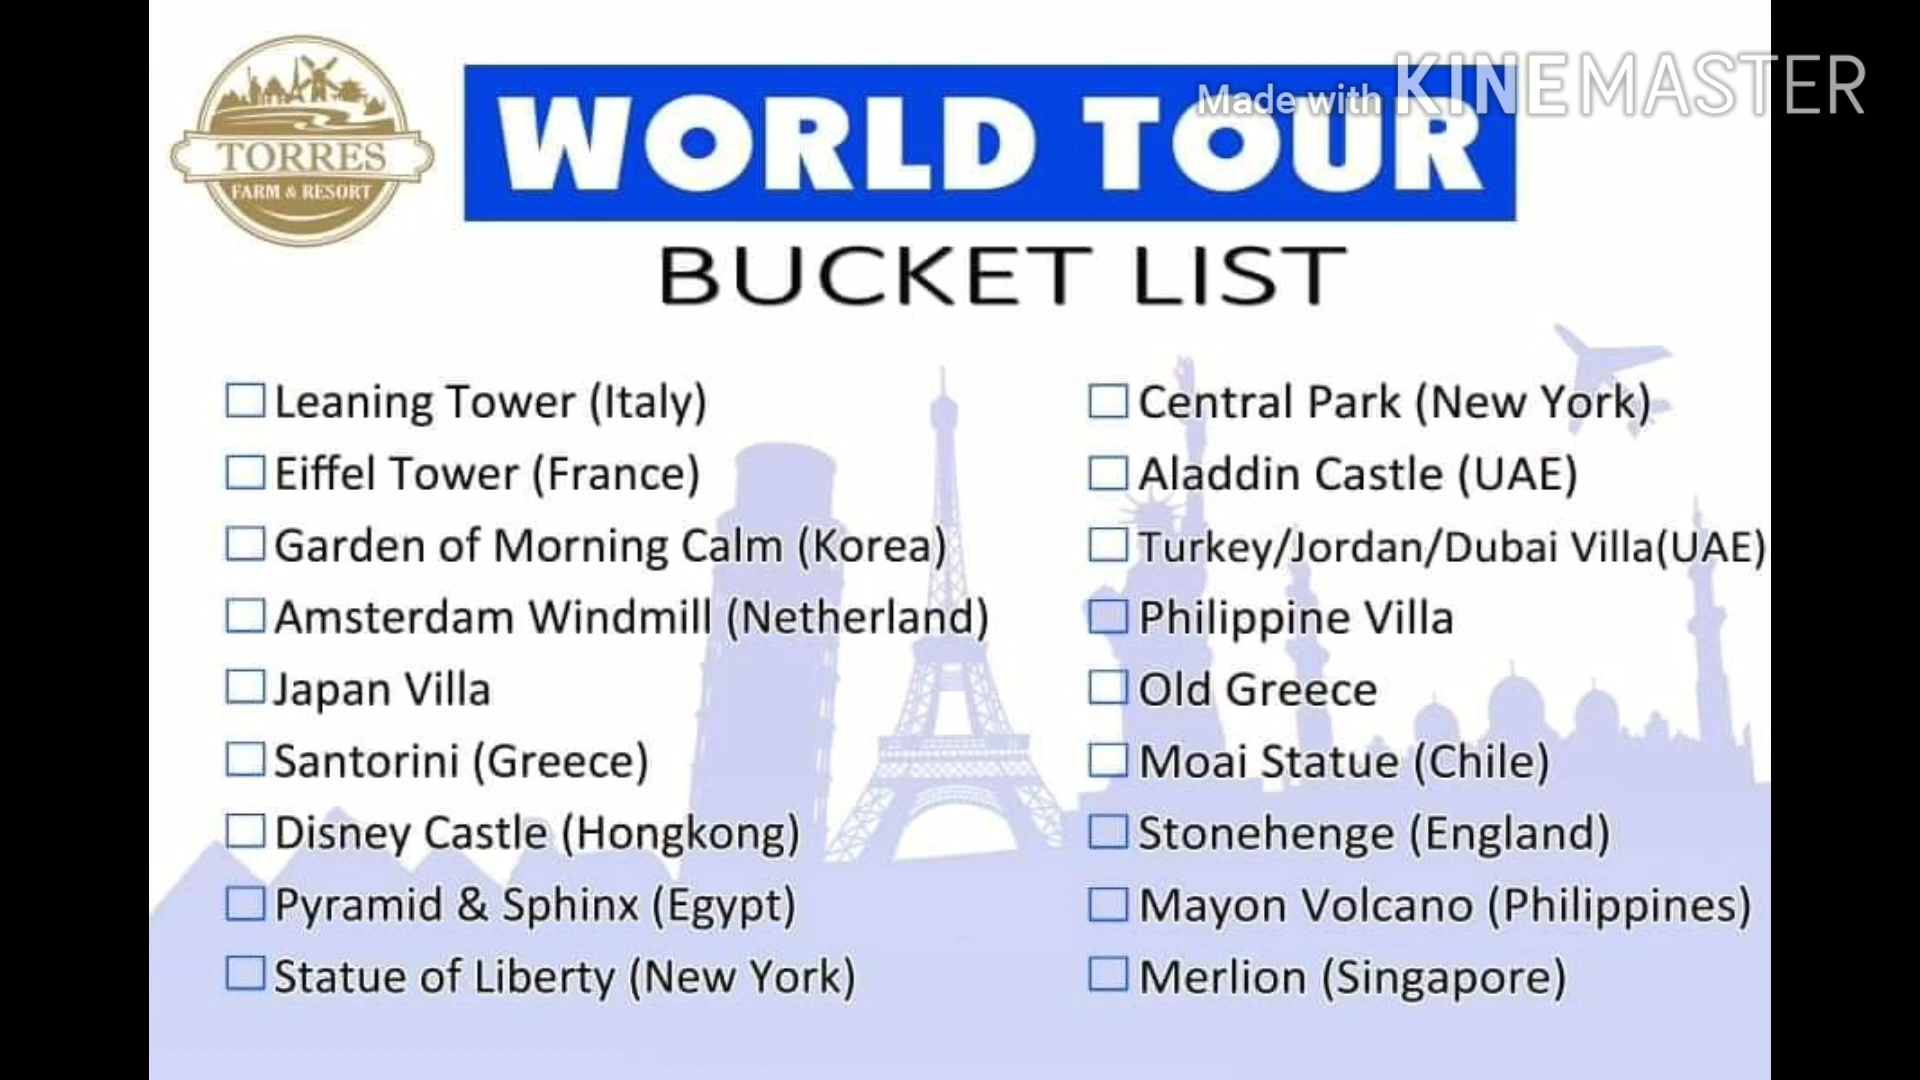 TORRES
FARM & RESORT
WORLD TOUR
Made with KINEMASTER
BUCKET LIST
Leaning Tower (Italy)
Eiffel Tower (France)
Garden of Morning Calm (Korea)
Amsterdam Windmill (Netherland)
Japan Villa
Santorini (Greece)
Disney Castle (Hongkong)
Pyramid & Sphinx (Egypt)
Statue of Liberty (New York)
Central Park (New York)
Aladdin Castle (UAE)
Turkey/Jordan/Dubai Villa(UAE)
Philippine Villa
Old Greece
Moai Statue (Chile)
Stonehenge (England)
Mayon Volcano (Philippines)
Merlion (Singapore)